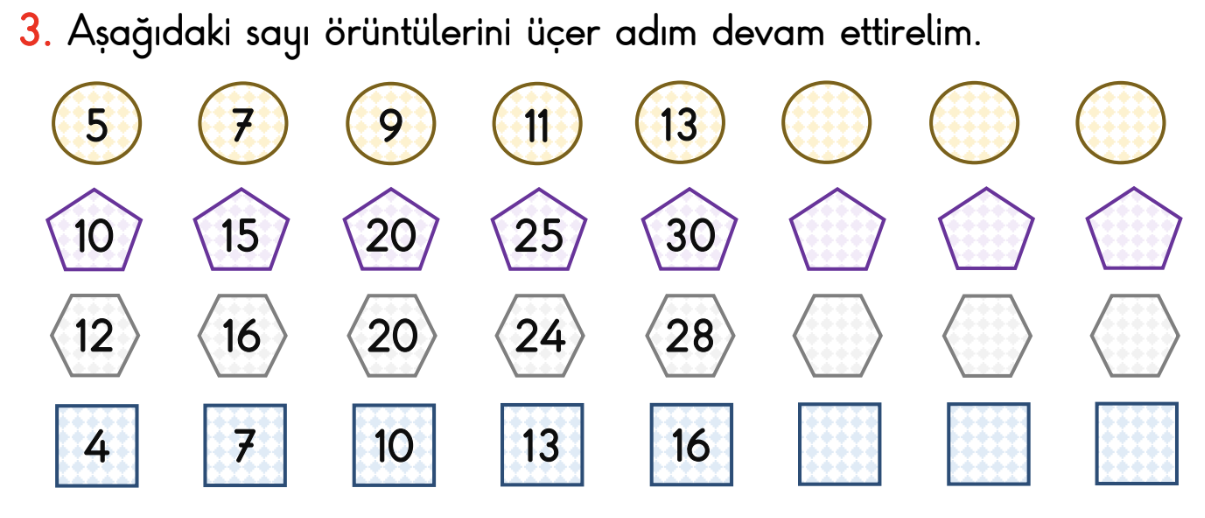 3. Aşağıdaki sayı örüntülerini üçer adım devam ettirelim.
5 7 9 11 13
10 15 20 25 30
12 16 20 24 28
4 7 10 13 16